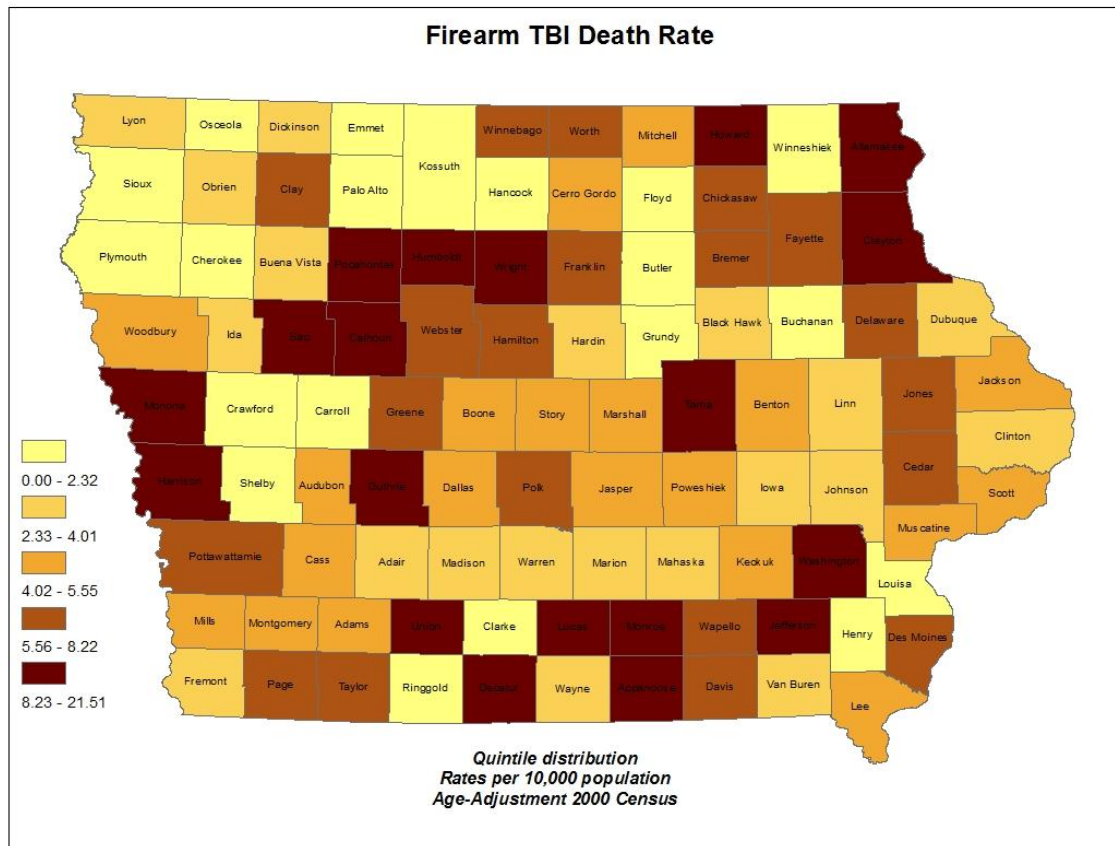 Firearm TBI Death Rate
Lyon Osceola Dickinson Emmet Kossuth Winnebago Worth Mitchell Howard Winneshiek Allamakee
Sioux Obrien Clay Palo Alto Hancock Cerro Gordo Floyd Chickasaw
Plymouth Cherokee Buena Vista Pocahontas Humboldt Wright Franklin Butler Bremer Fayette Clayton
Woodbury Ida Sac Calhoun Webster Hamilton Hardin Grundy Black Hawk Buchanan Delaware Dubuque
Monona Crawford Carroll Greene Boone Story Marshall Tama Benton Linn Jones Jackson
Clinton
Harrison Shelby Audubon Guthrie Dallas Polk Jasper Poweshiek Iowa Johnson Cedar Scott
Muscatine
Pottawattamie Cass Adair Madison Warren Marion Mahaska Keokuk Washington Louisa
Mills Montgomery Adams Union Clarke Lucas Monroe Wapello Jefferson Henry Des Moines
Fremont Page Taylor Ringgold Decatur Wayne Appanoose Davis Van Buren Lee
0.00 - 2.32
2.33 - 4.01
4.02 - 5.55
5.56 - 8.22
8.23 - 21.51
Quintile distribution
Rates per 10,000 population
Age-Adjustment 2000 Census